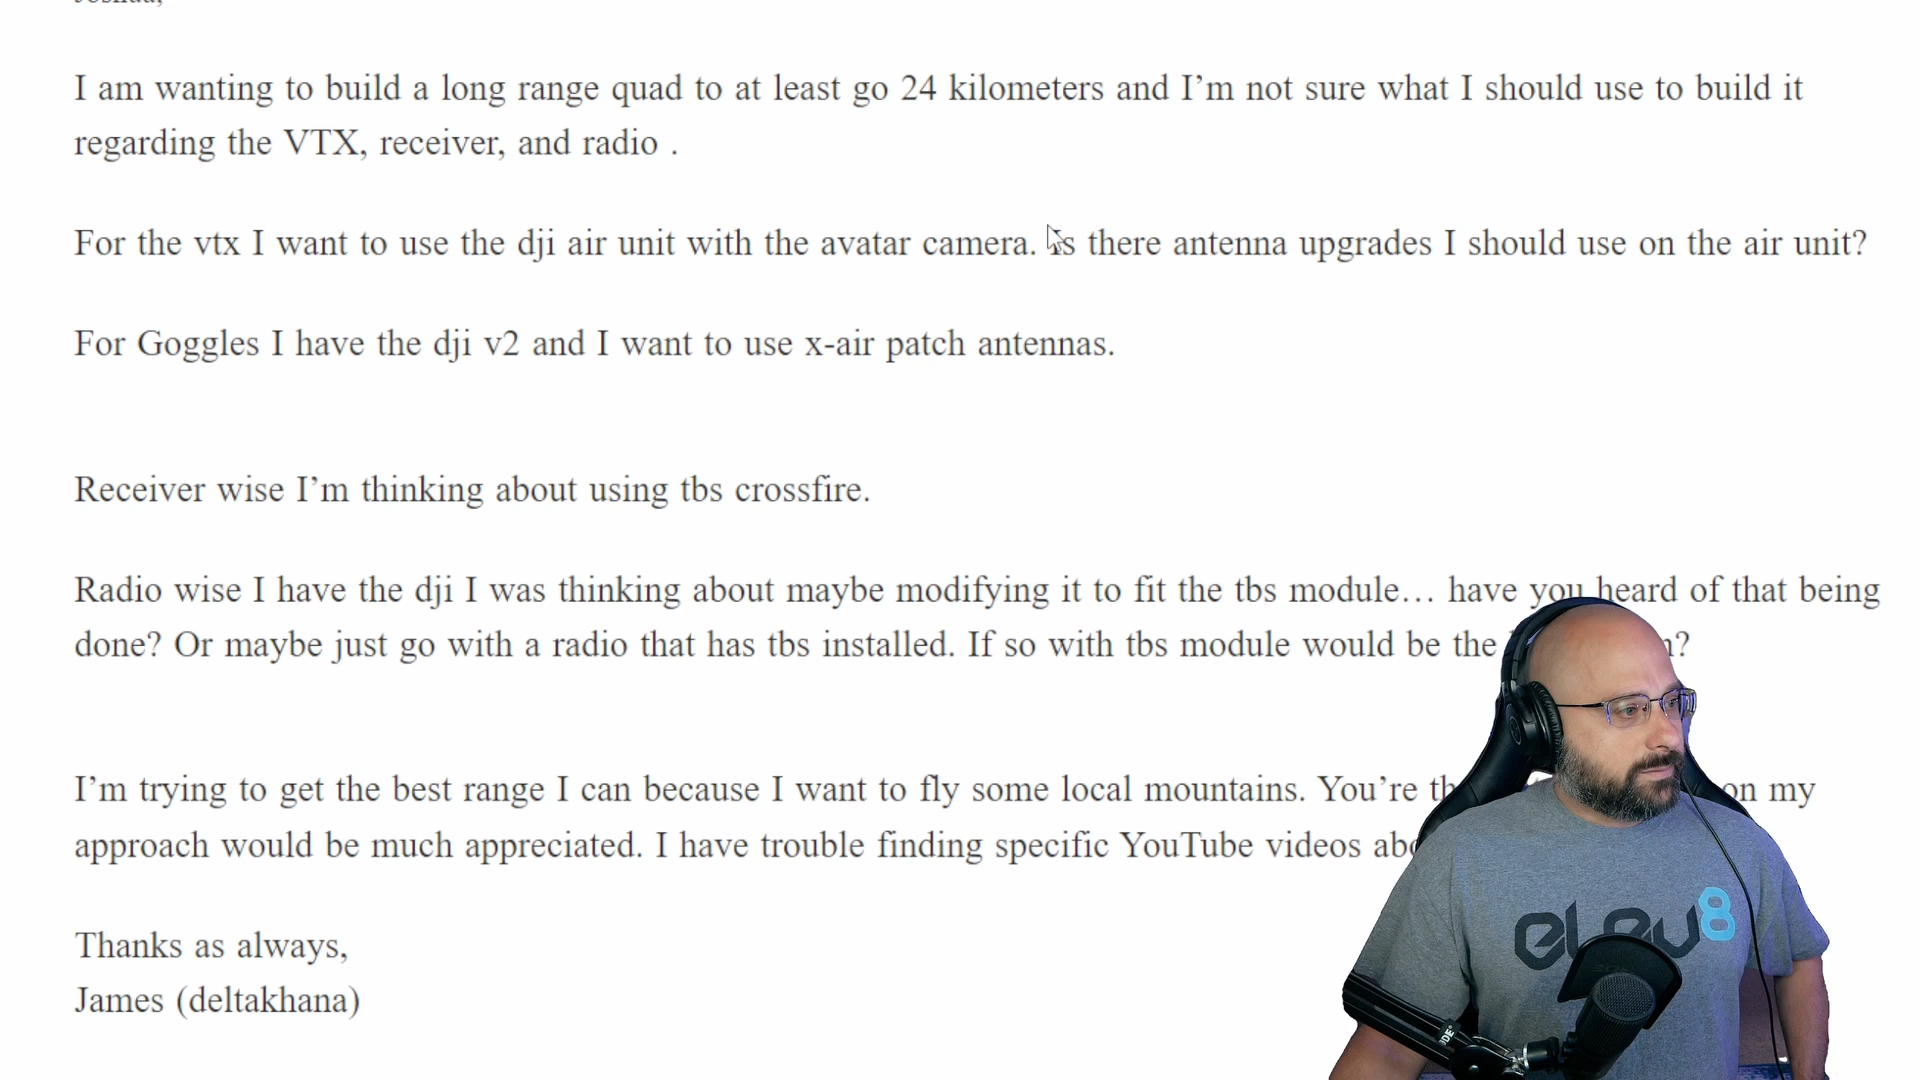 Joshua,
I am wanting to build a long range quad to at least go 24 kilometers and I’m not sure what I should use to build it
regarding the VTX, receiver, and radio .
For the vtx I want to use the dji air unit with the avatar camera. Is there antenna upgrades I should use on the air unit?
For Goggles I have the dji v2 and I want to use x-air patch antennas.
Receiver wise I’m thinking about using tbs crossfire.
Radio wise I have the dji I was thinking about maybe modifying it to fit the tbs module… have you heard of that being
done? Or maybe just go with a radio that has tbs installed. If so with tbs module would be the
I’m trying to get the best range I can because I want to fly some local mountains. You’re on my
approach would be much appreciated. I have trouble finding specific YouTube videos
Thanks as always,
James (deltakhana)
elev8